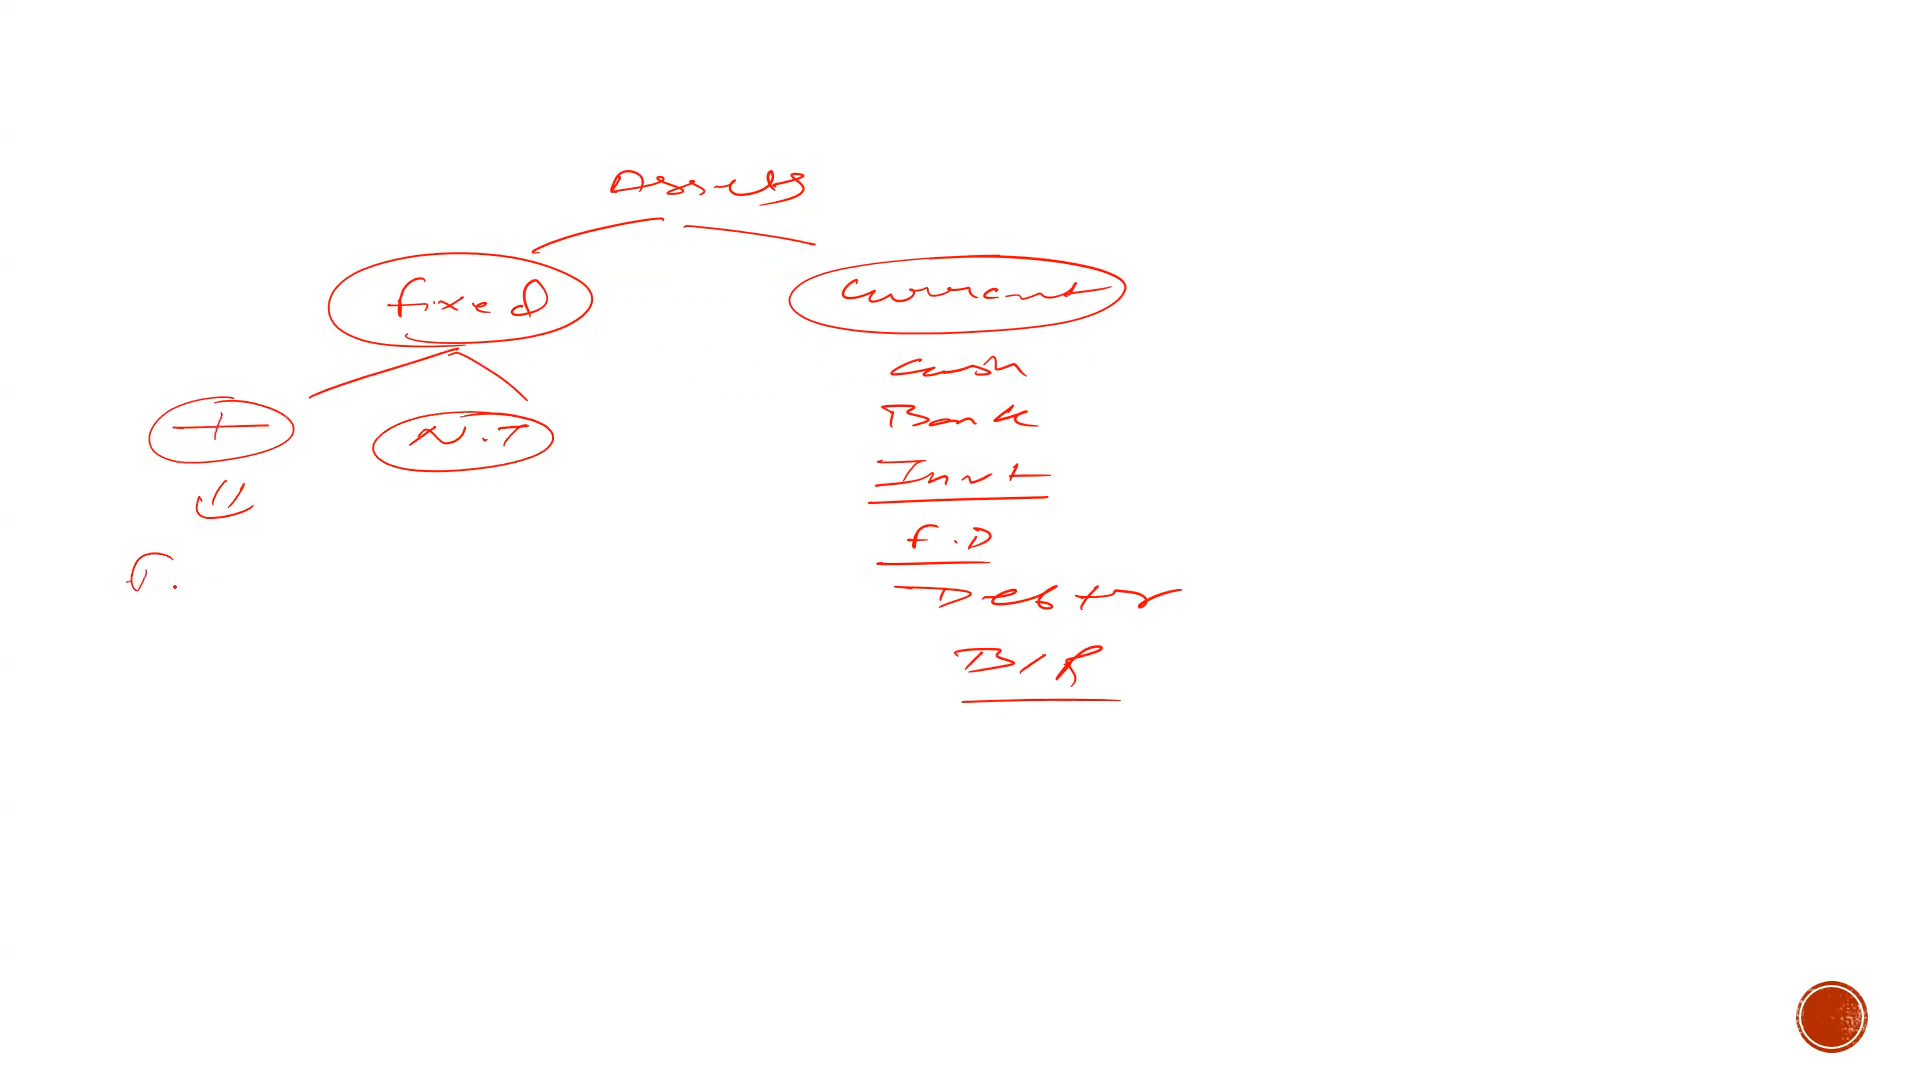 Assets
fixed
Current
T
N.T
Cash
Bank
Invt
F.D
Debtor
B/R